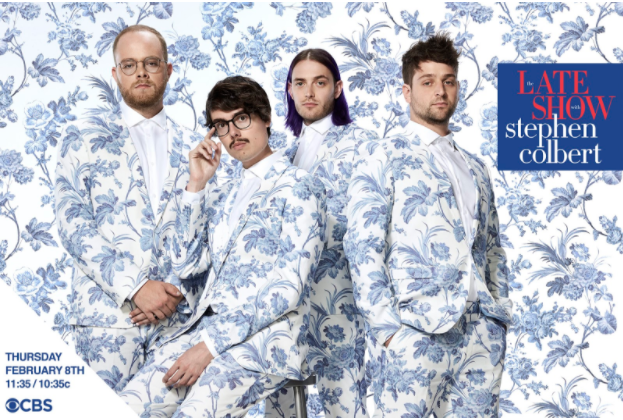 the
LATE
SHOW
with
stephen
colbert
THURSDAY
FEBRUARY 8TH
11:35 / 10:35c
CBS